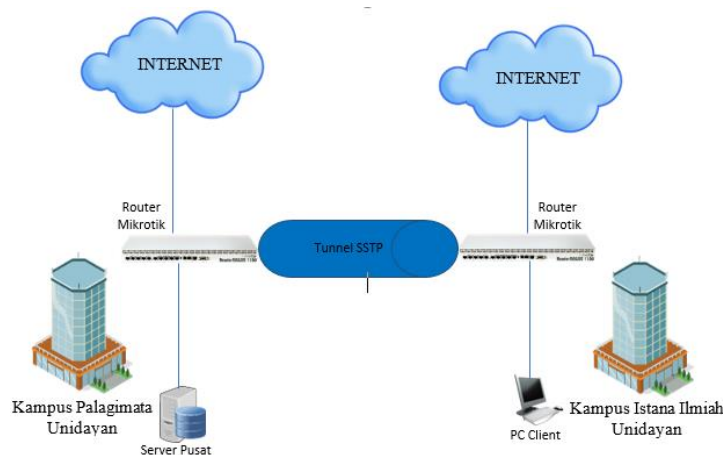 INTERNET
INTERNET
Router
Mikrotik
Router
Mikrotik
Tunnel SSTP
Kampus Palagimata
Unidayan
Server Pusat
PC Client
Kampus Istana Ilmiah
Unidayan